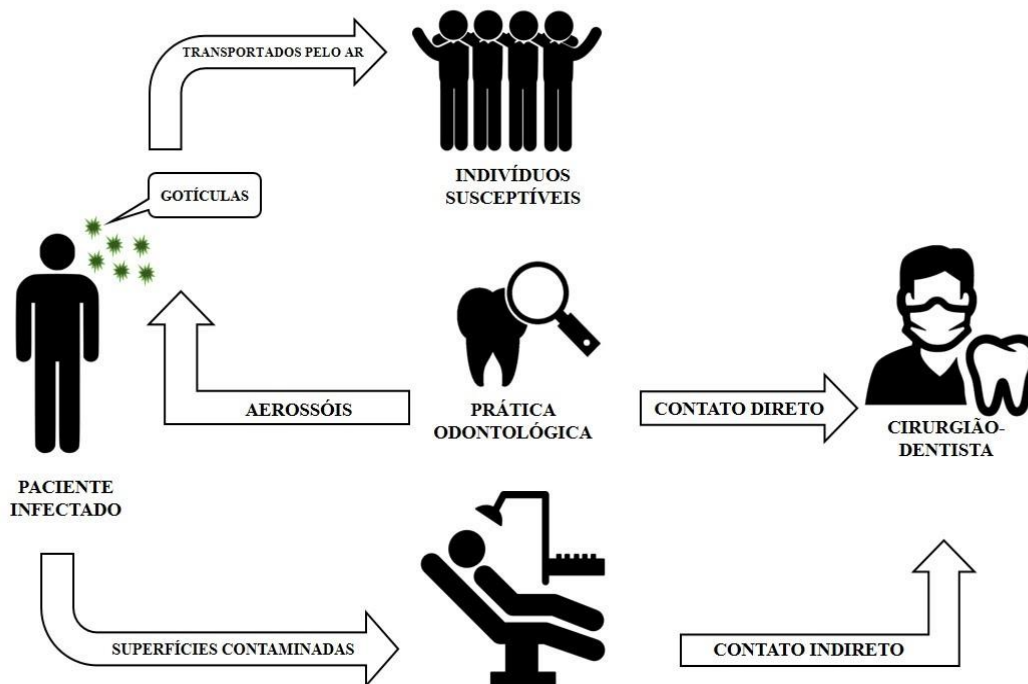 TRANSPORTADOS PELO AR
INDIVÍDUOS
SUSCEPTÍVEIS
GOTÍCULAS
AEROSSÓIS
PRÁTICA
ODONTOLÓGICA
CONTATO DIRETO
CIRURGIÃO-
DENTISTA
PACIENTE
INFECTADO
SUPERFÍCIES CONTAMINADAS
CONTATO INDIRETO